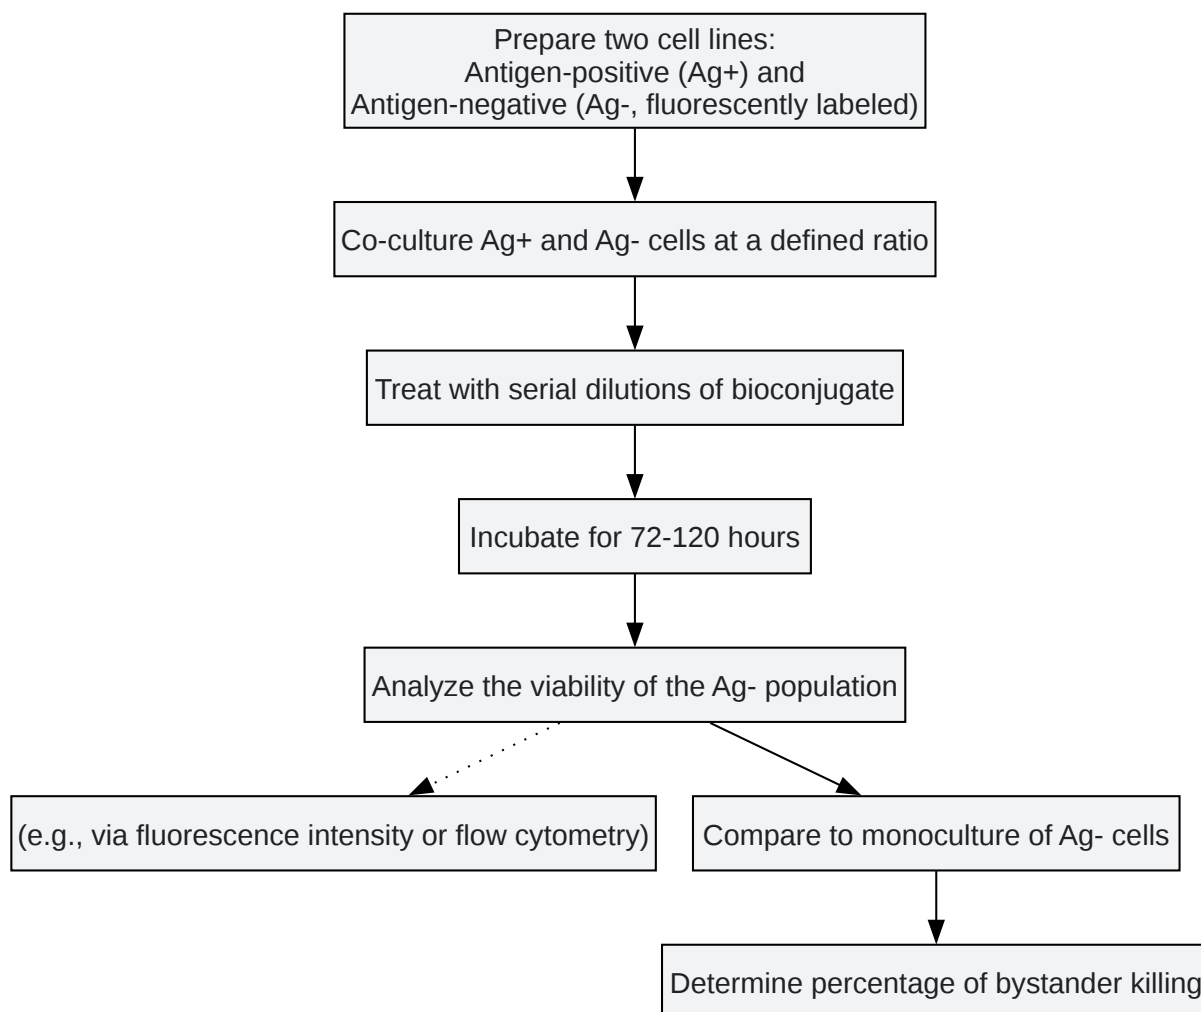 Prepare two cell lines:
Antigen-positive (Ag+) and
Antigen-negative (Ag-, fluorescently labeled)
Co-culture Ag+ and Ag- cells at a defined ratio
Treat with serial dilutions of bioconjugate
Incubate for 72-120 hours
Analyze the viability of the Ag- population
(e.g., via fluorescence intensity or flow cytometry)
Compare to monoculture of Ag- cells
Determine percentage of bystander killing